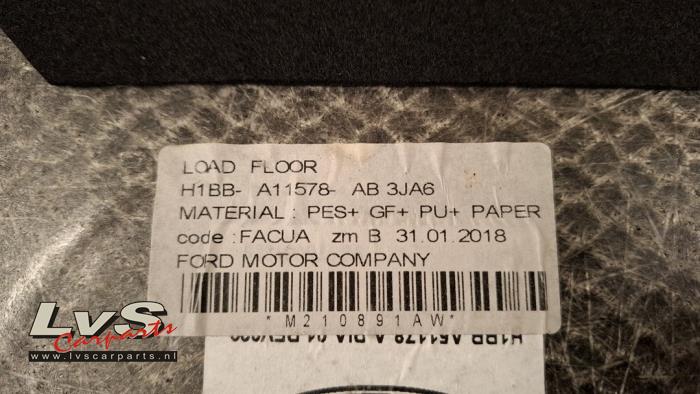 LOAD FLOOR
H1BB- A11578- AB 3JA6
MATERIAL : PES+ GF+ PU+ PAPER
code : FACUA zm B 31.01.2018
FORD MOTOR COMPANY
*M210891AW*
LvS
Carparts
www.lvscarparts.nl